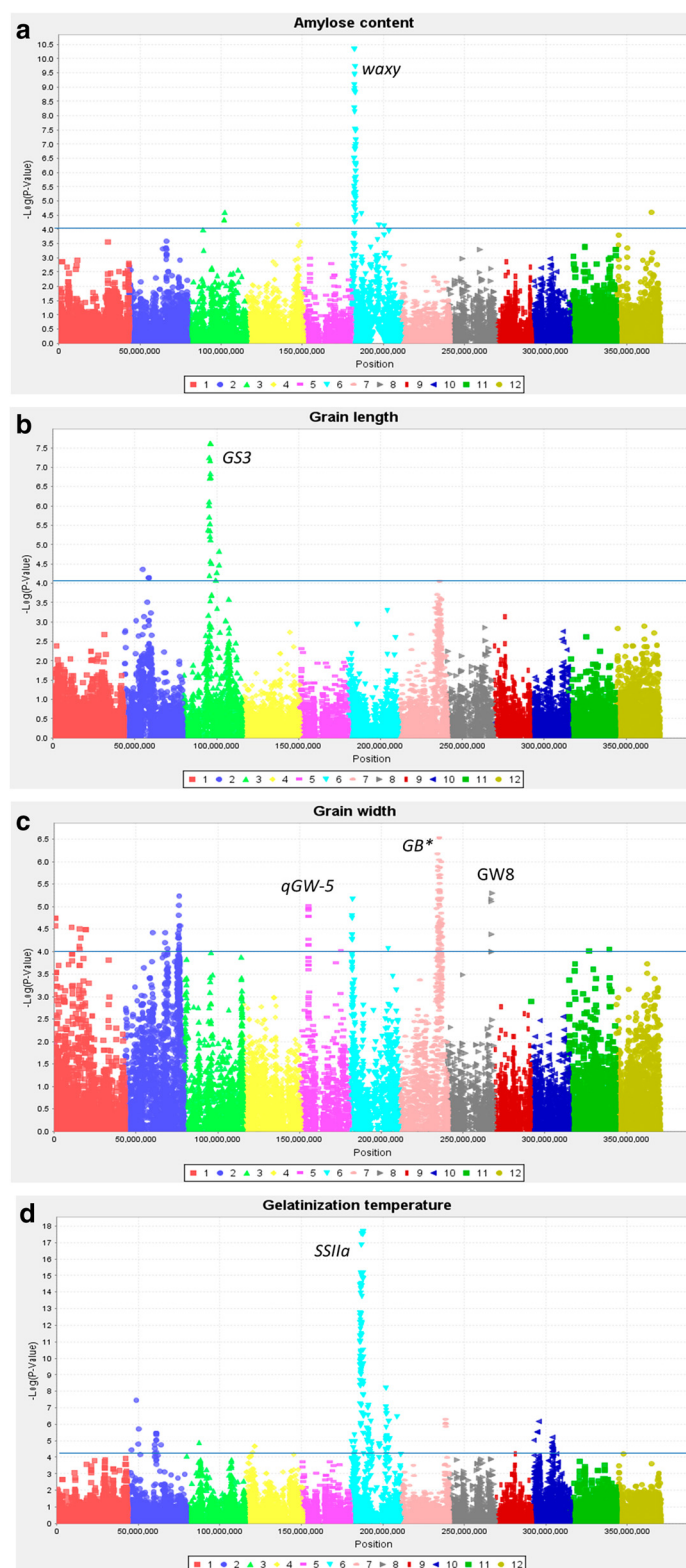 a
Amylose content
10.5
10.0
9.5
waxy
9.0
8.5
8.0
7.5
7.0
6.5
6.0
5.5
5.0
4.5
4.0
3.5
3.0
2.5
2.0
1.5
1.0
0.5
0.0
-Log(P-Value)
0 50,000,000 100,000,000 150,000,000 200,000,000 250,000,000 300,000,000 350,000,000
Position
1 2 3 4 5 6 7 8 9 10 11 12
b
Grain length
7.5
GS3
7.0
6.5
6.0
5.5
5.0
4.5
4.0
3.5
3.0
2.5
2.0
1.5
1.0
0.5
0.0
-Log(P-Value)
0 50,000,000 100,000,000 150,000,000 200,000,000 250,000,000 300,000,000 350,000,000
Position
1 2 3 4 5 6 7 8 9 10 11 12
c
Grain width
6.5
GB*
6.0
5.5
qGW-5
GW8
5.0
4.5
4.0
3.5
3.0
2.5
2.0
1.5
1.0
0.5
0.0
-Log(P-Value)
0 50,000,000 100,000,000 150,000,000 200,000,000 250,000,000 300,000,000 350,000,000
Position
1 2 3 4 5 6 7 8 9 10 11 12
d
Gelatinization temperature
18
17
SSIIa
16
15
14
13
12
11
10
9
8
7
6
5
4
3
2
1
0
-Log(P-Value)
0 50,000,000 100,000,000 150,000,000 200,000,000 250,000,000 300,000,000 350,000,000
Position
1 2 3 4 5 6 7 8 9 10 11 12